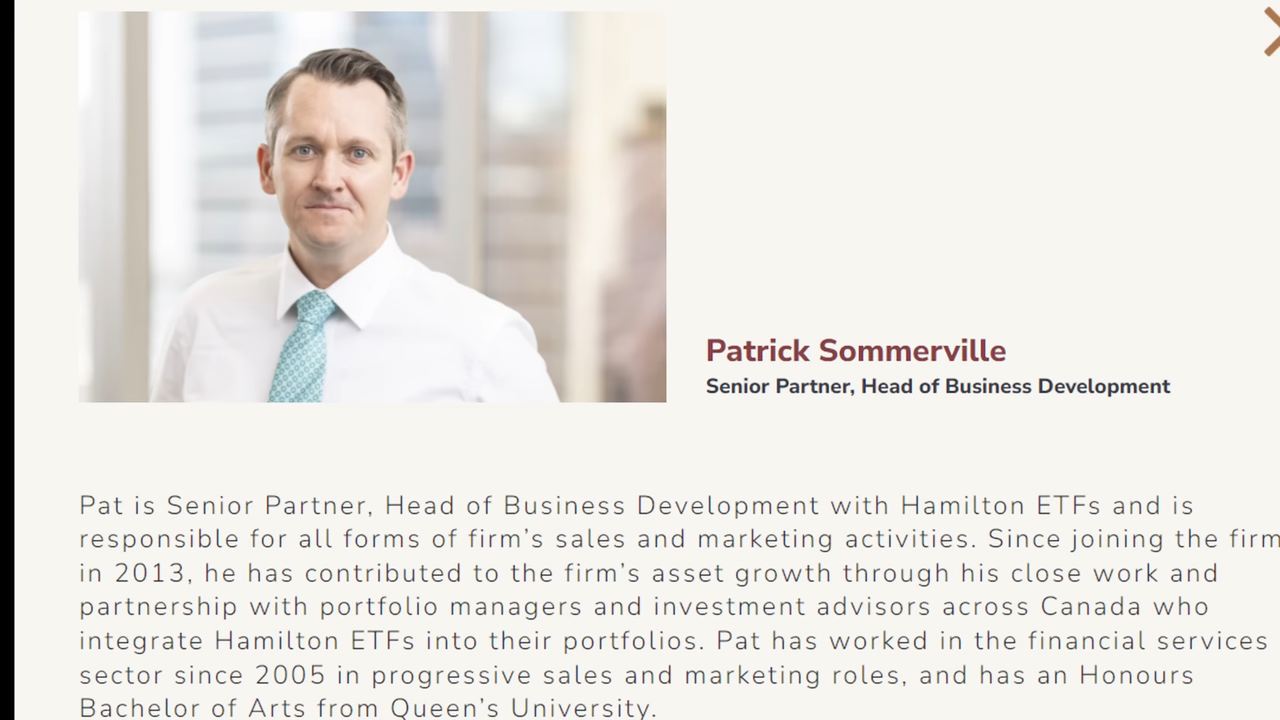 Patrick Sommerville
Senior Partner, Head of Business Development
Pat is Senior Partner, Head of Business Development with Hamilton ETFs and is
responsible for all forms of firm’s sales and marketing activities. Since joining the firm
in 2013, he has contributed to the firm’s asset growth through his close work and
partnership with portfolio managers and investment advisors across Canada who
integrate Hamilton ETFs into their portfolios. Pat has worked in the financial services
sector since 2005 in progressive sales and marketing roles, and has an Honours
Bachelor of Arts from Queen’s University.